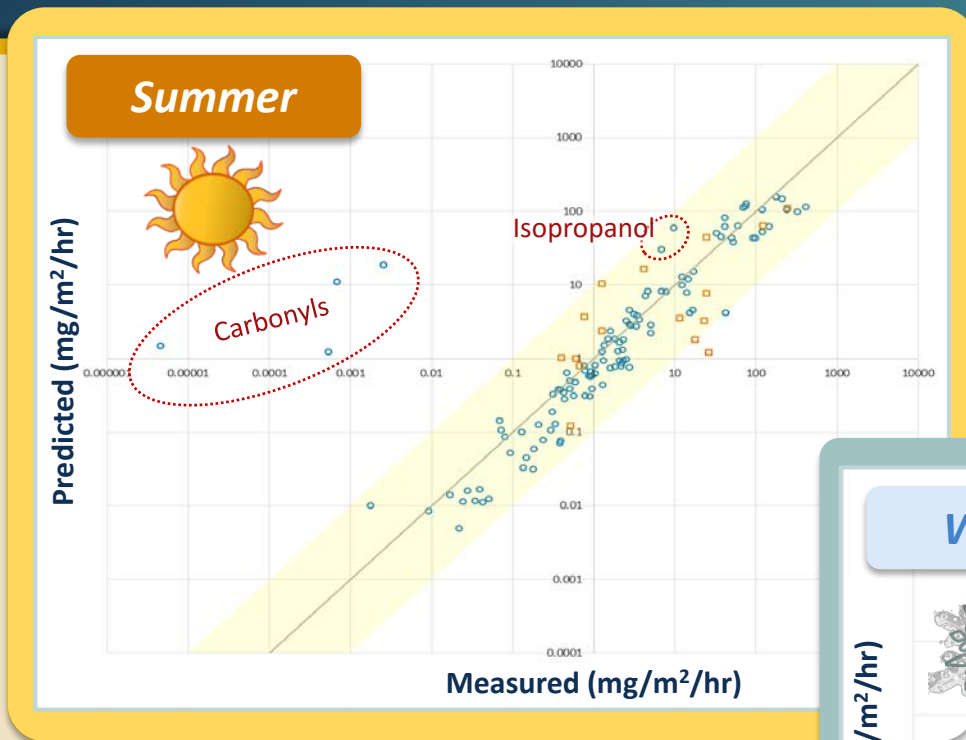 Summer
10000
1000
100
Isopropanol
10
Carbonyls
1
0.000001 0.00001 0.0001 0.001 0.01 0.1 10 100 1000 10000
0.1
0.01
0.001
0.0001
Predicted (mg/m²/hr)
Measured (mg/m²/hr)
/m²/hr)